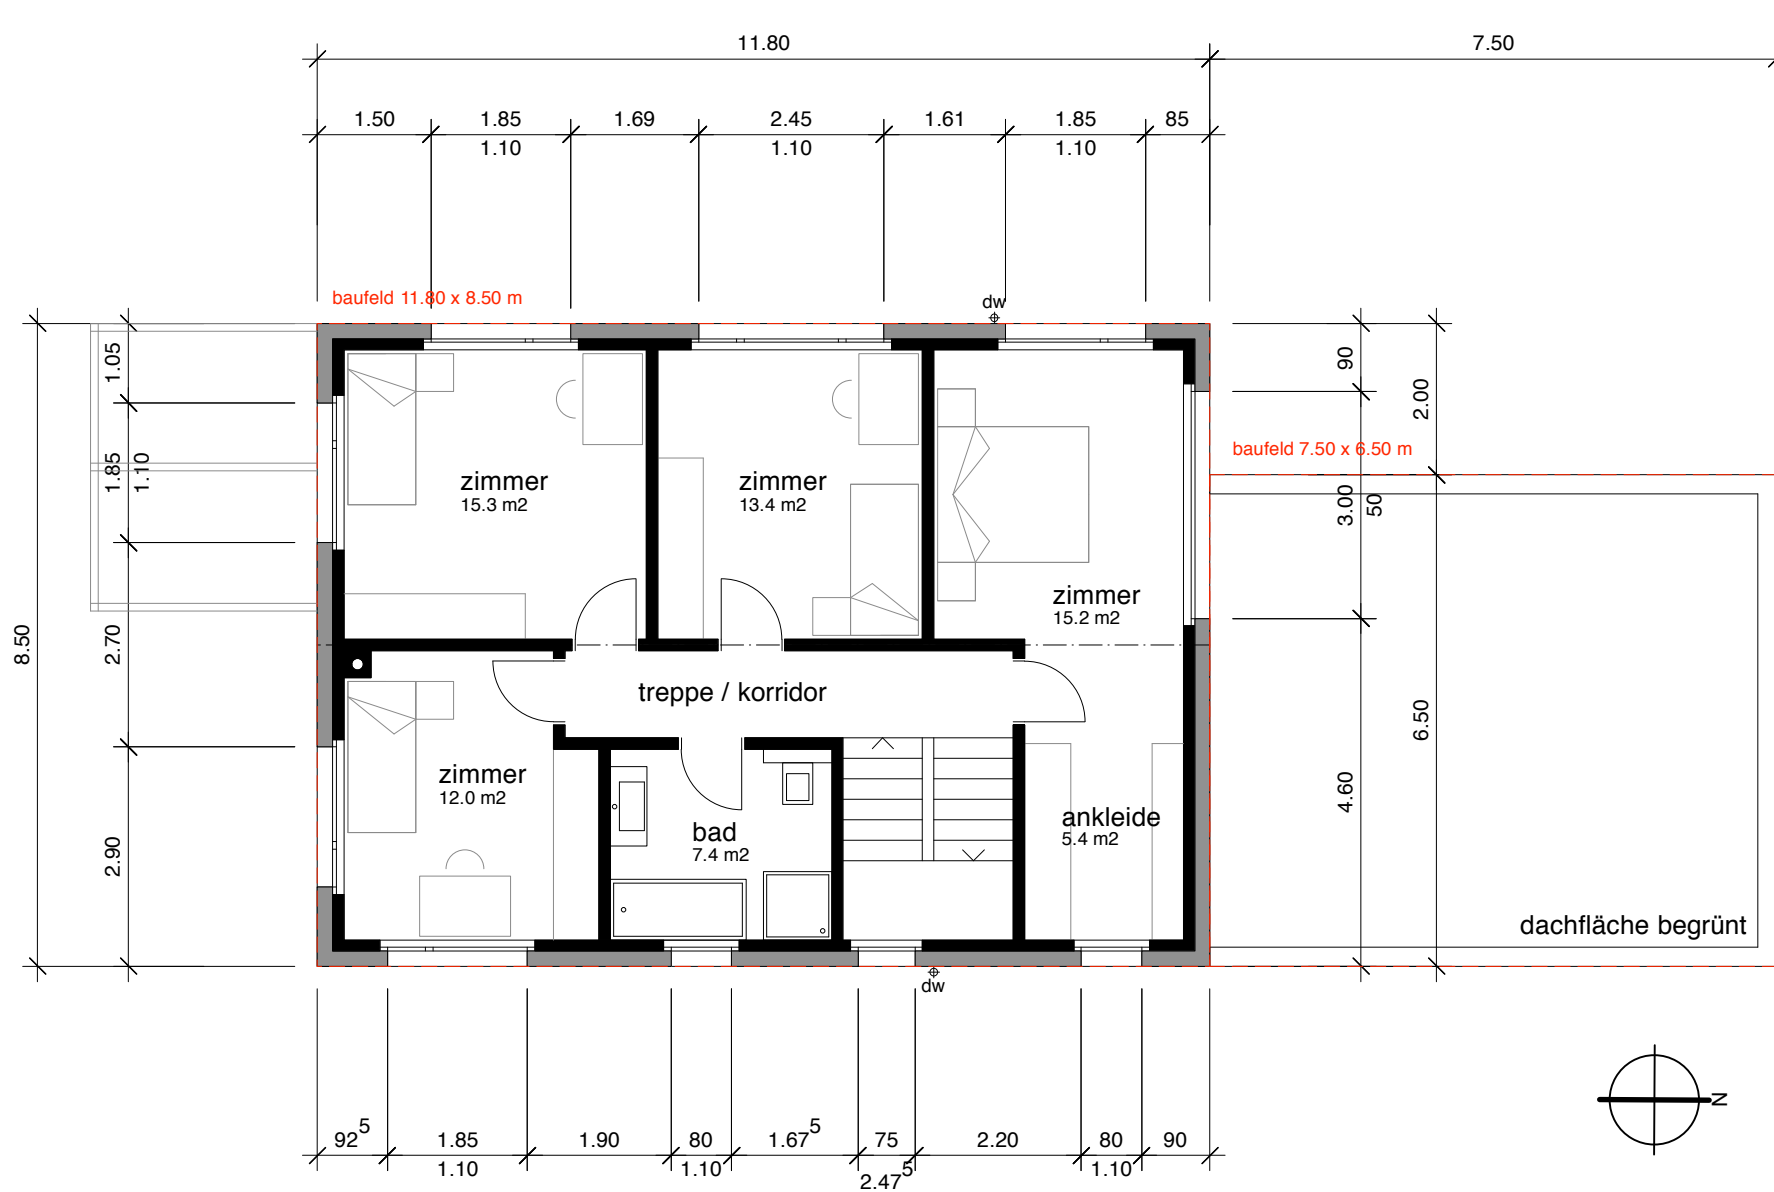 11.80
7.50
1.50
1.85
1.69
2.45
1.61
1.85
85
1.10
1.10
1.10
baufeld 11.80 x 8.50 m
dw
1.05
90
2.00
baufeld 7.50 x 6.50 m
1.85
1.10
zimmer
15.3 m2
zimmer
13.4 m2
3.00
50
zimmer
15.2 m2
8.50
2.70
treppe / korridor
6.50
zimmer
12.0 m2
4.60
bad
7.4 m2
ankleide
5.4 m2
2.90
dachfläche begrünt
dw
N
92⁵
1.85
1.90
80
1.67⁵
75
2.20
80
90
1.10
1.10
2.47⁵
1.10